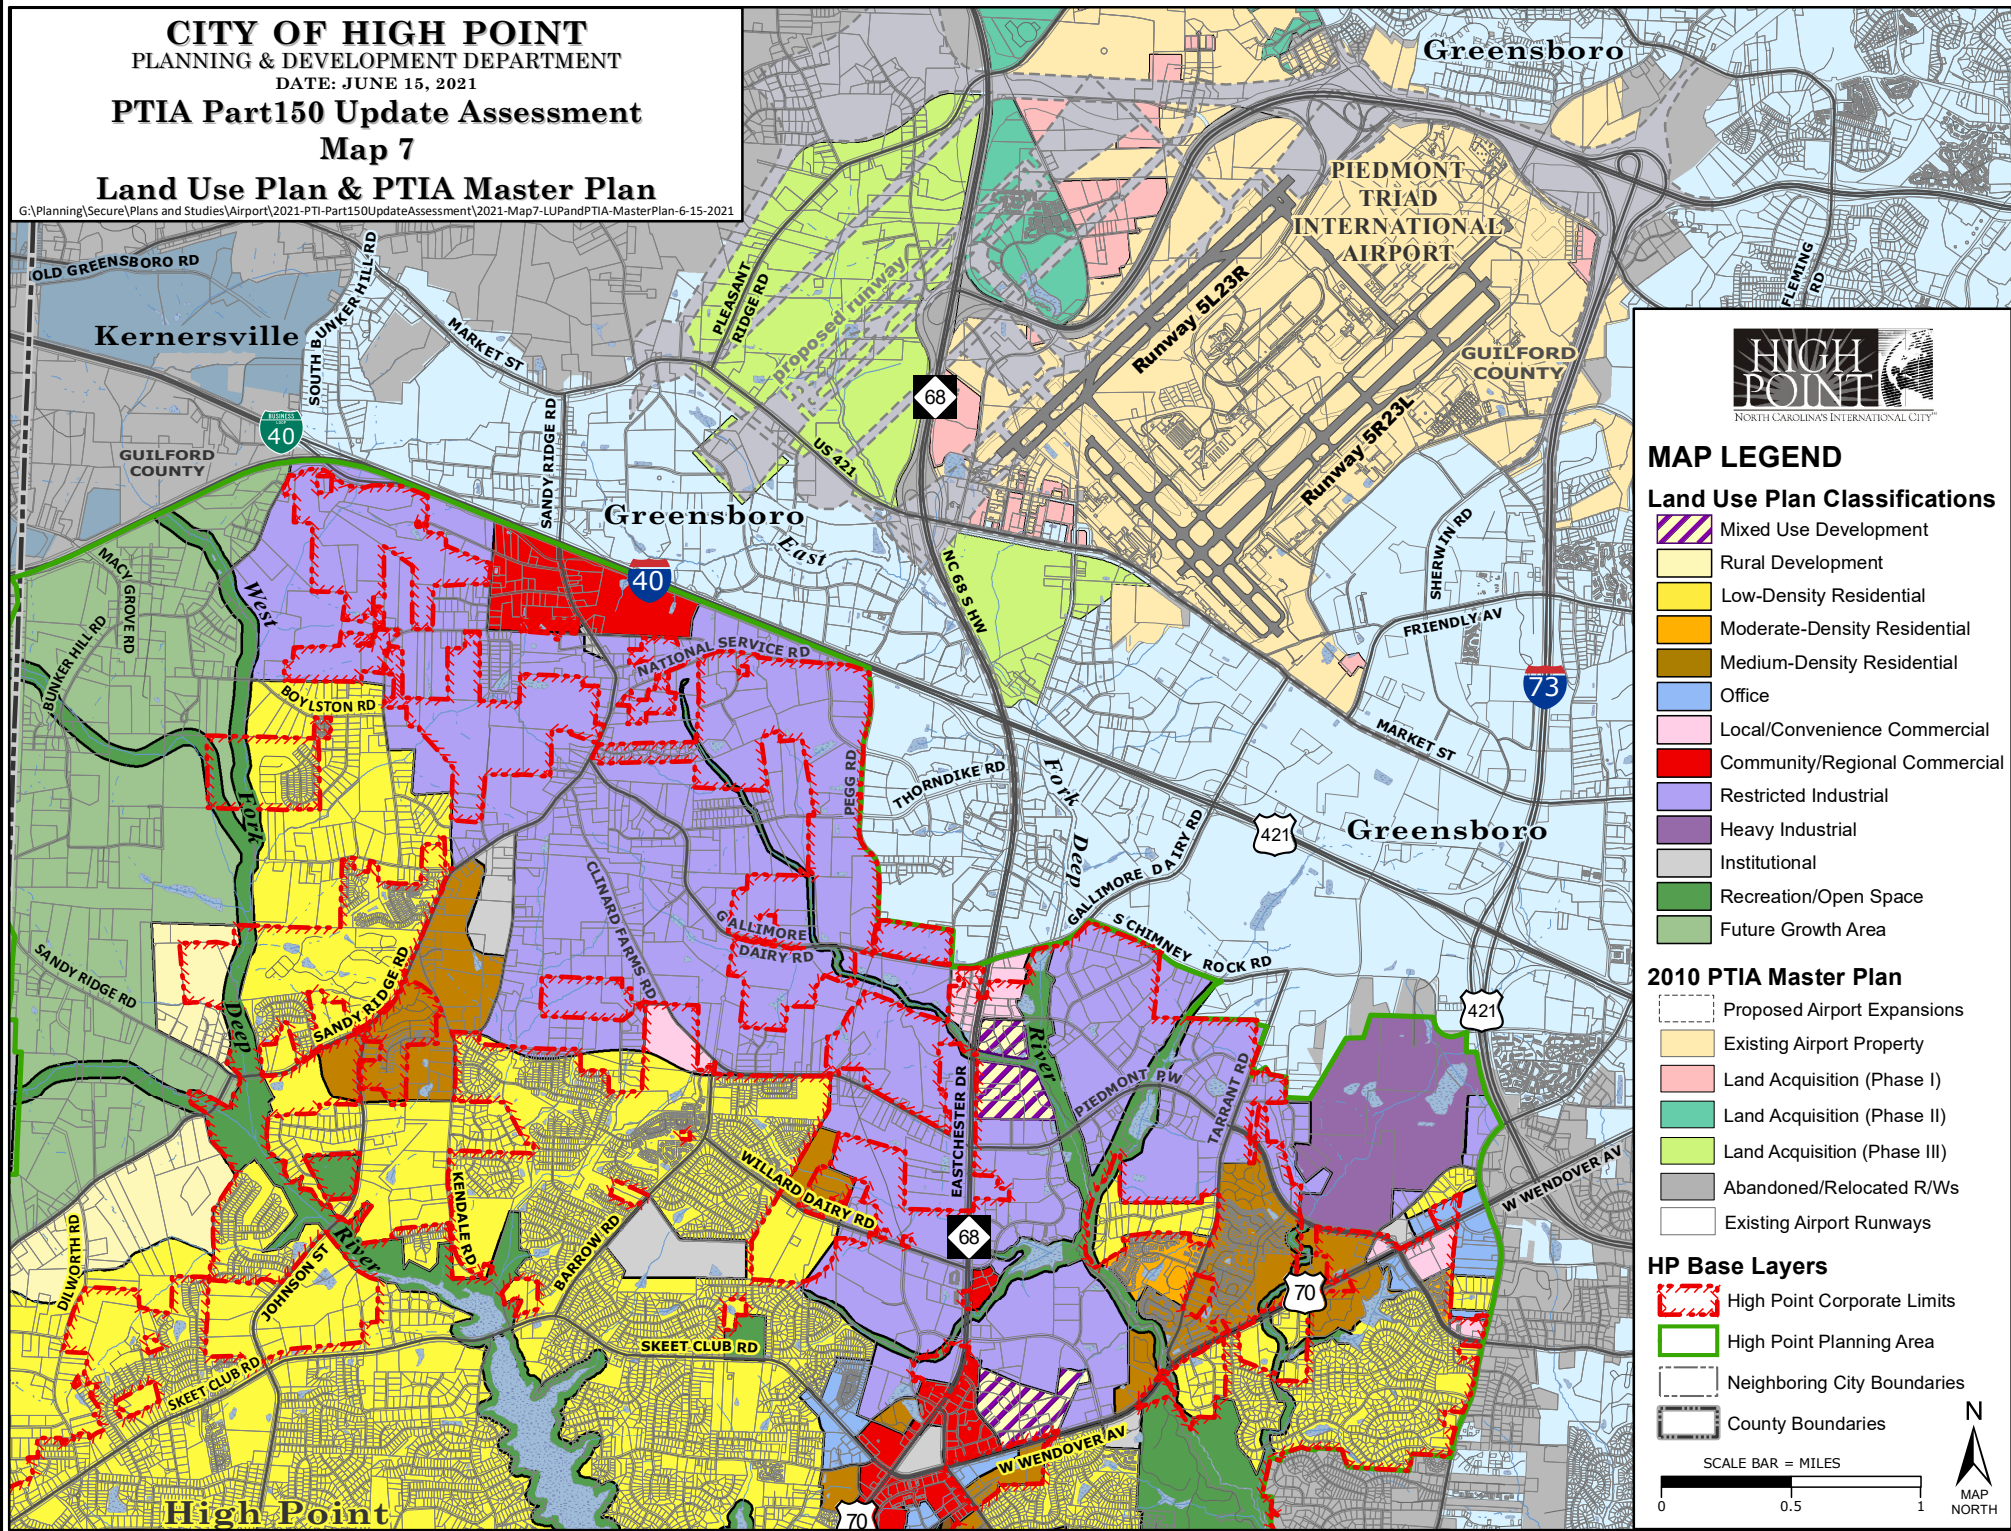 CITY OF HIGH POINT
PLANNING & DEVELOPMENT DEPARTMENT
DATE: JUNE 15, 2021
PTIA Part150 Update Assessment
Map 7
Land Use Plan & PTIA Master Plan
G:\Planning\Secure\Plans and Studies\Airport\2021-PTI-Part150UpdateAssessment\2021-Map7-LUPandPTIA-MasterPlan-6-15-2021
Greensboro
PIEDMONT
TRIAD
INTERNATIONAL
AIRPORT
OLD GREENSBORO RD
SOUTH BUNKER HILL RD
Kernersville
MARKET ST
PLEASANT
RIDGE RD
proposed runway
Runway 5L23R
Runway 5R23L
GUILFORD
COUNTY
FLEMING
RD
68
BUSINESS
LOOP
40
GUILFORD
COUNTY
SANDY RIDGE RD
US 421
Greensboro
East
40
NC 68 S HW
SHERWIN RD
FRIENDLY AV
73
MACY GROVE RD
BUNKER HILL RD
West
NATIONAL SERVICE RD
BOYLSTON RD
MARKET ST
PEGG RD
THORNDIKE RD
Fork
Deep
GALLIMORE DAIRY RD
421
Greensboro
Fork
CLINARD FARMS RD
GALLIMORE
DAIRY RD
S CHIMNEY ROCK RD
SANDY RIDGE RD
SANDY RIDGE RD
Deep
421
River
PIEDMONT PW
TARRANT RD
EASTCHESTER DR
W WENDOVER AV
WILLARD DAIRY RD
KENDALE RD
BARROW RD
DILWORTH RD
JOHNSON ST
River
68
70
SKEET CLUB RD
SKEET CLUB RD
W WENDOVER AV
High Point
70
HIGH
POINT
NORTH CAROLINA'S INTERNATIONAL CITY™
MAP LEGEND
Land Use Plan Classifications
Mixed Use Development
Rural Development
Low-Density Residential
Moderate-Density Residential
Medium-Density Residential
Office
Local/Convenience Commercial
Community/Regional Commercial
Restricted Industrial
Heavy Industrial
Institutional
Recreation/Open Space
Future Growth Area
2010 PTIA Master Plan
Proposed Airport Expansions
Existing Airport Property
Land Acquisition (Phase I)
Land Acquisition (Phase II)
Land Acquisition (Phase III)
Abandoned/Relocated R/Ws
Existing Airport Runways
HP Base Layers
High Point Corporate Limits
High Point Planning Area
Neighboring City Boundaries
County Boundaries
SCALE BAR = MILES
0 0.5 1
N
MAP
NORTH